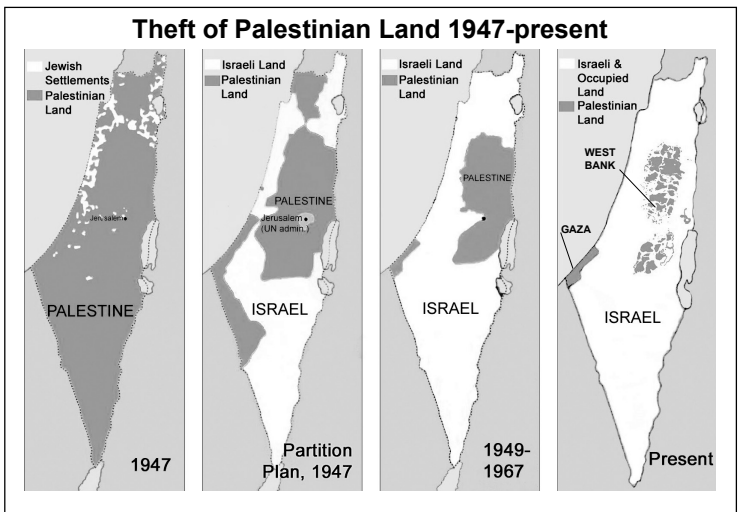 Theft of Palestinian Land 1947-present
Jewish
Settlements
Palestinian
Land
Jerusalem
PALESTINE
1947
Israeli Land
Palestinian
Land
PALESTINE
Jerusalem
(UN admin.)
ISRAEL
Partition
Plan, 1947
Israeli Land
Palestinian
Land
PALESTINE
ISRAEL
1949-
1967
Israeli &
Occupied
Land
Palestinian
Land
WEST
BANK
GAZA
ISRAEL
Present